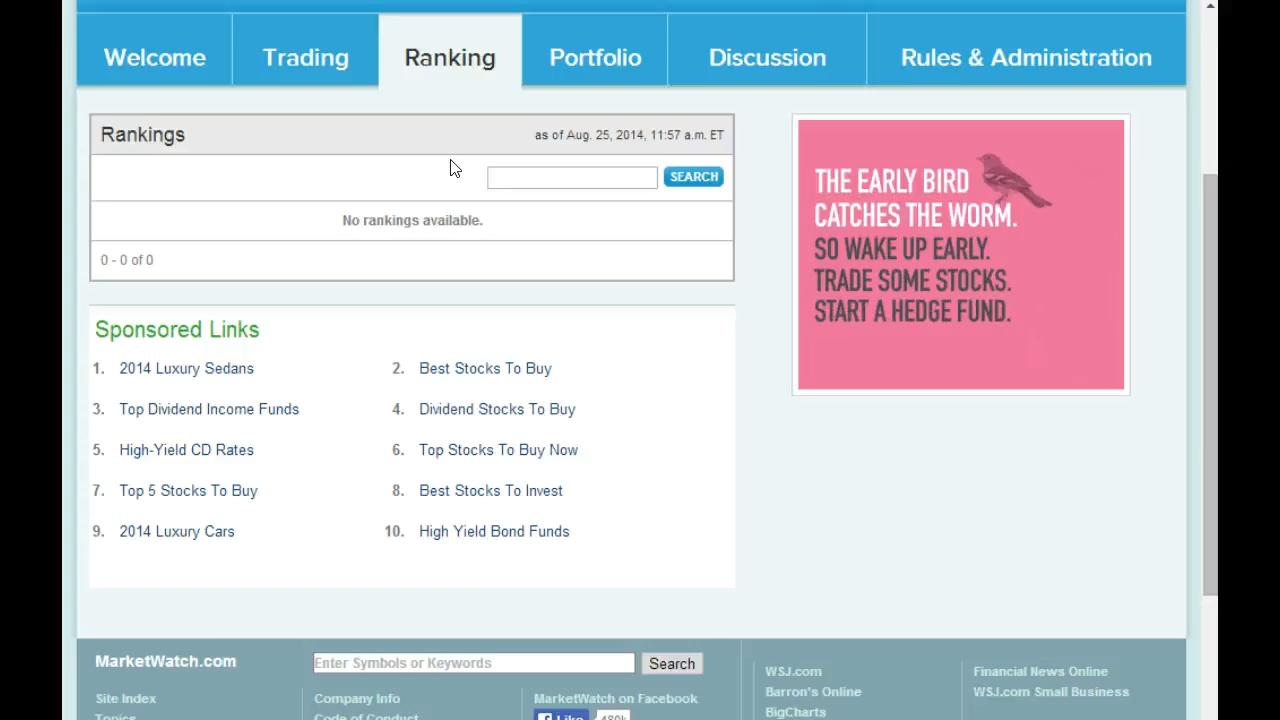 Welcome
Trading
Ranking
Portfolio
Discussion
Rules & Administration
Rankings
as of Aug. 25, 2014, 11:57 a.m. ET
SEARCH
No rankings available.
0 - 0 of 0
THE EARLY BIRD
CATCHES THE WORM.
SO WAKE UP EARLY.
TRADE SOME STOCKS.
START A HEDGE FUND.
Sponsored Links
1. 2014 Luxury Sedans
2. Best Stocks To Buy
3. Top Dividend Income Funds
4. Dividend Stocks To Buy
5. High-Yield CD Rates
6. Top Stocks To Buy Now
7. Top 5 Stocks To Buy
8. Best Stocks To Invest
9. 2014 Luxury Cars
10. High Yield Bond Funds
MarketWatch.com
Enter Symbols or Keywords
Search
Site Index
Topics
Company Info
Code of Conduct
MarketWatch on Facebook
Like
480k
WSJ.com
Barron's Online
BigCharts
Financial News Online
WSJ.com Small Business